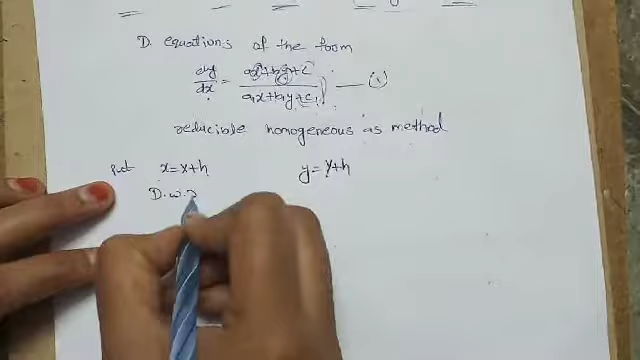 D. equations of the form
dy/dx = ax+by+c / a₁x+b₁y+c₁ — (1)
reducible homogeneous as method
put x=X+h y=Y+h
D.w.